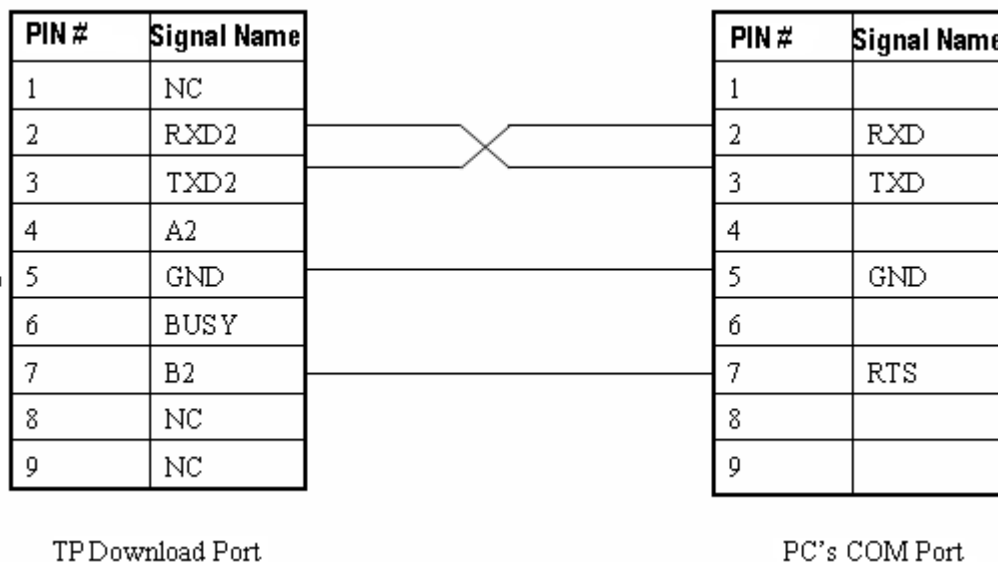 PIN # Signal Name PIN # Signal Name
1 NC 1
2 RXD2 2 RXD
3 TXD2 3 TXD
4 A2 4
5 GND 5 GND
6 BUSY 6
7 B2 7 RTS
8 NC 8
9 NC 9
TP Download Port PC's COM Port